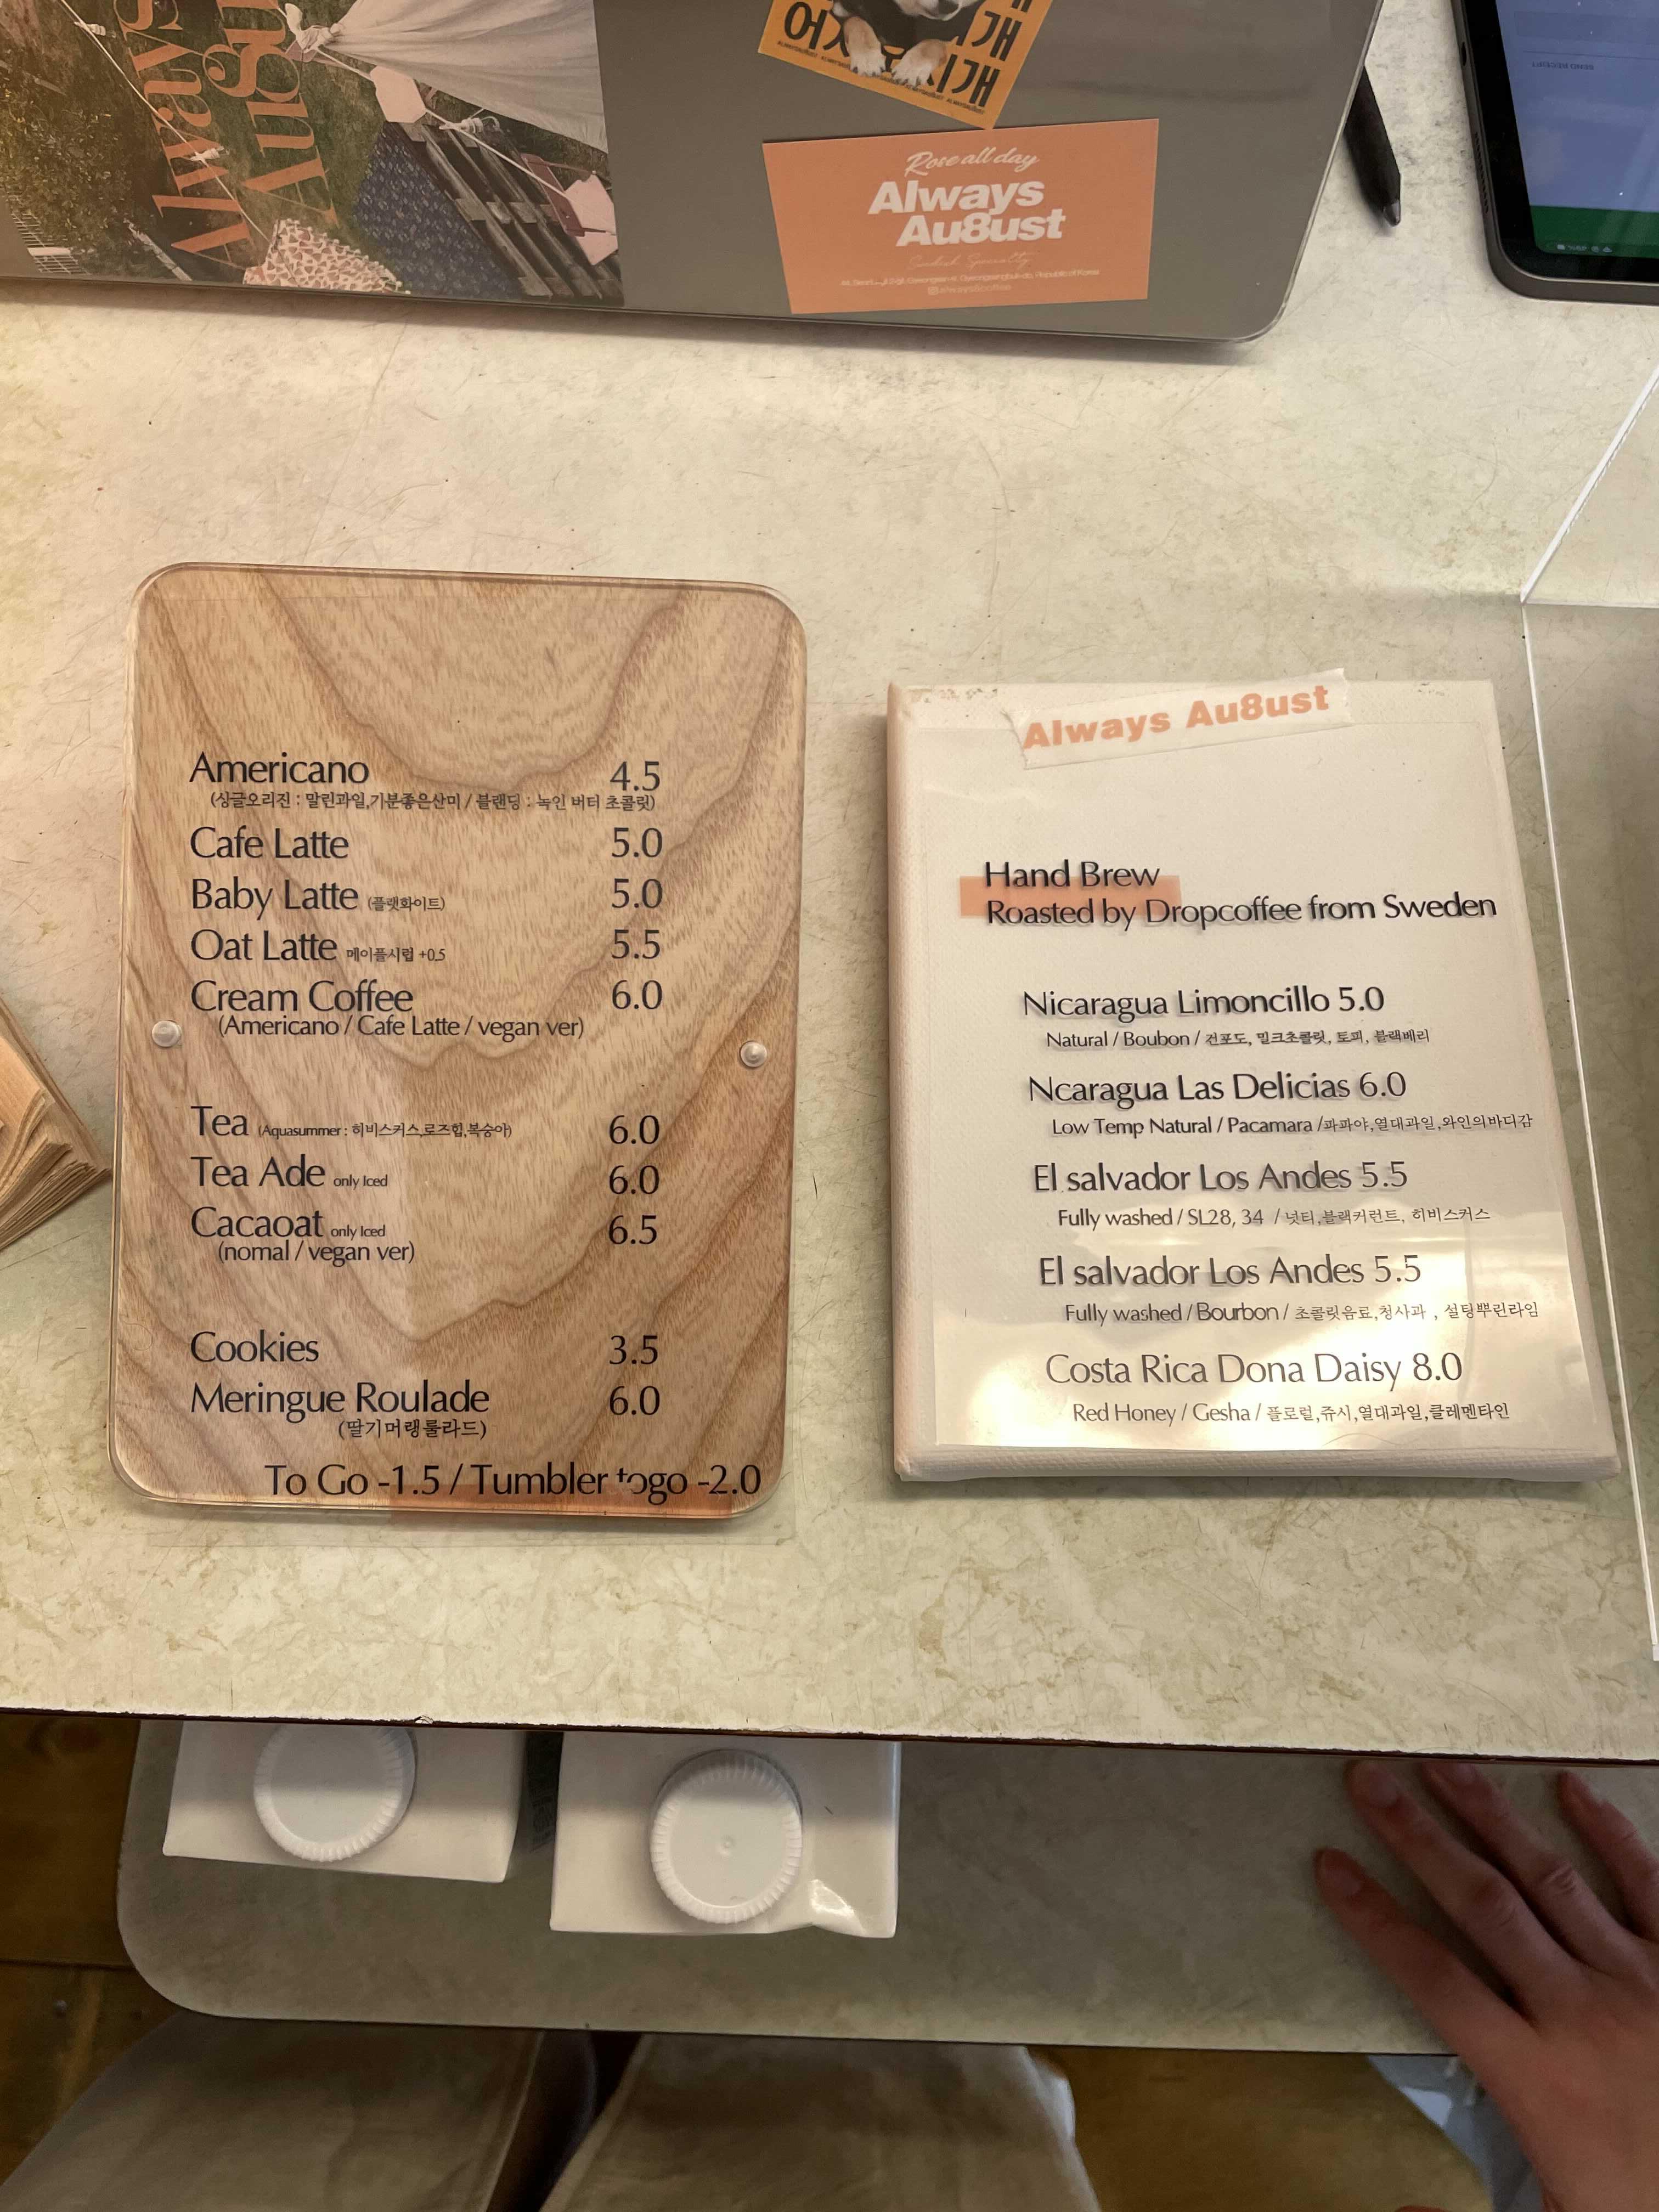 Always
August
어
개
시개
Rose all day
Always
Au8ust
Swedish Specialty
SEND RECEIPT
Americano 4.5
(싱글오리진 : 말린과일,기분좋은산미 / 블랜딩 : 녹인 버터 초콜릿)
Cafe Latte 5.0
Baby Latte (플랫화이트) 5.0
Oat Latte 메이플시럽 +0.5 5.5
Cream Coffee 6.0
(Americano / Cafe Latte / vegan ver)
Tea (Aquasummer : 히비스커스,로즈힙,복숭아) 6.0
Tea Ade only Iced 6.0
Cacaoat only Iced 6.5
(nomal / vegan ver)
Cookies 3.5
Meringue Roulade 6.0
(딸기머랭룰라드)
To Go -1.5 / Tumbler togo -2.0
Always Au8ust
Hand Brew
Roasted by Dropcoffee from Sweden
Nicaragua Limoncillo 5.0
Natural / Boubon / 건포도, 밀크초콜릿, 토피, 블랙베리
Ncaragua Las Delicias 6.0
Low Temp Natural / Pacamara /파파야,열대과일,와인의바디감
El salvador Los Andes 5.5
Fully washed / SL28, 34 / 넛티,블랙커런트, 히비스커스
El salvador Los Andes 5.5
Fully washed / Bourbon / 초콜릿음료,청사과 , 설팅뿌린라임
Costa Rica Dona Daisy 8.0
Red Honey / Gesha / 플로럴,쥬시,열대과일,클레멘타인